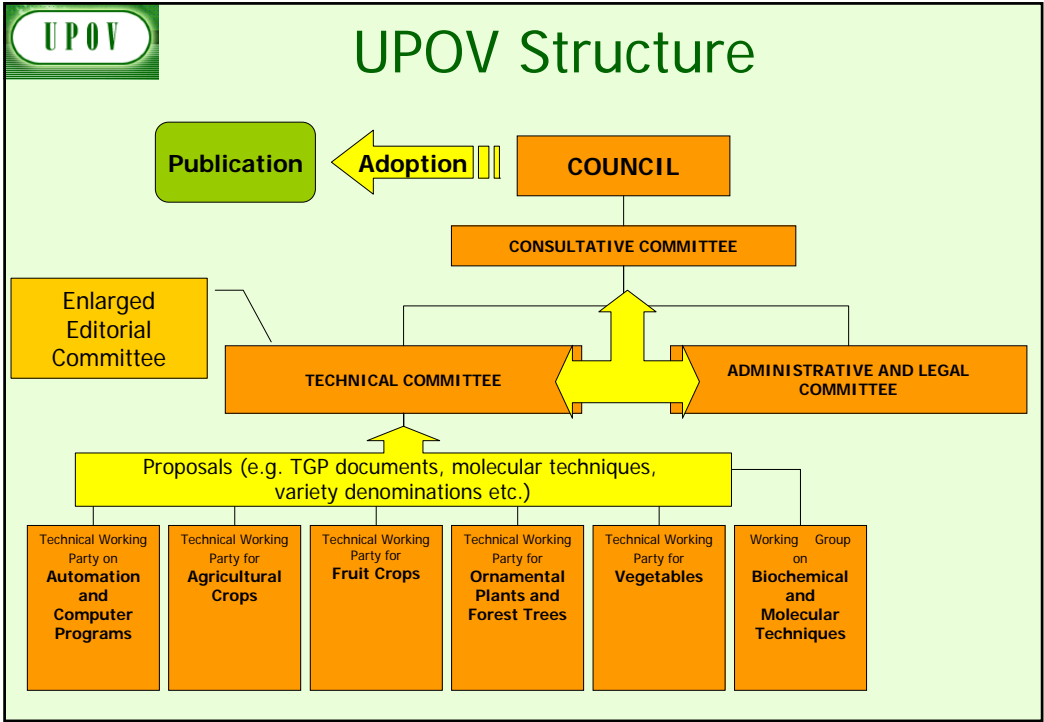 UPOV
UPOV Structure
Publication
Adoption
COUNCIL
CONSULTATIVE COMMITTEE
Enlarged
Editorial
Committee
TECHNICAL COMMITTEE
ADMINISTRATIVE AND LEGAL
COMMITTEE
Proposals (e.g. TGP documents, molecular techniques,
variety denominations etc.)
Technical Working
Party on
Automation
and
Computer
Programs
Technical Working
Party for
Agricultural
Crops
Technical Working
Party for
Fruit Crops
Technical Working
Party for
Ornamental
Plants and
Forest Trees
Technical Working
Party for
Vegetables
Working Group
on
Biochemical
and
Molecular
Techniques